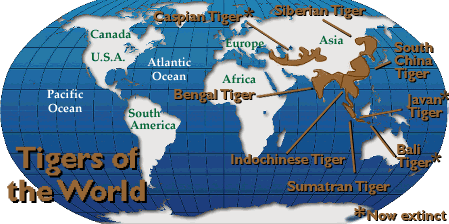 Siberian Tiger
Caspian Tiger*
Canada
Europe
Asia
U.S.A.
South
China
Tiger
Atlantic
Ocean
Africa
Pacific
Ocean
Bengal Tiger
Javan*
Tiger
South
America
Bali
Tiger*
Tigers of
the World
Indochinese Tiger
Sumatran Tiger
*Now extinct